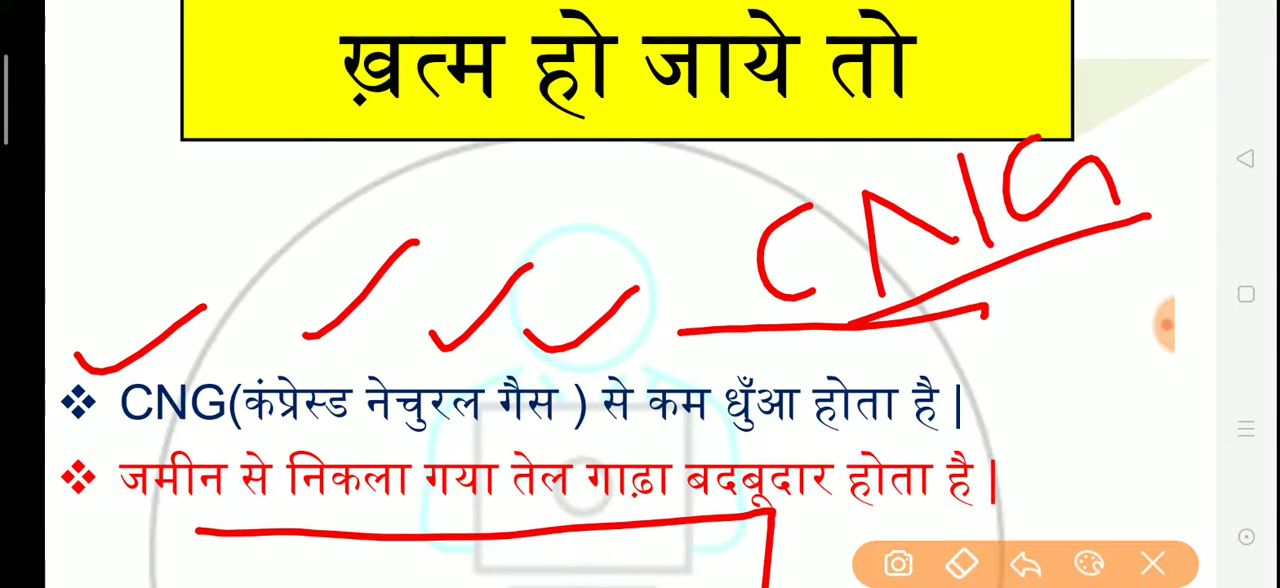 ख़त्म हो जाये तो
CNG
CNG(कंप्रेस्ड नेचुरल गैस ) से कम धुँआ होता है |
जमीन से निकला गया तेल गाढ़ा बदबूदार होता है |